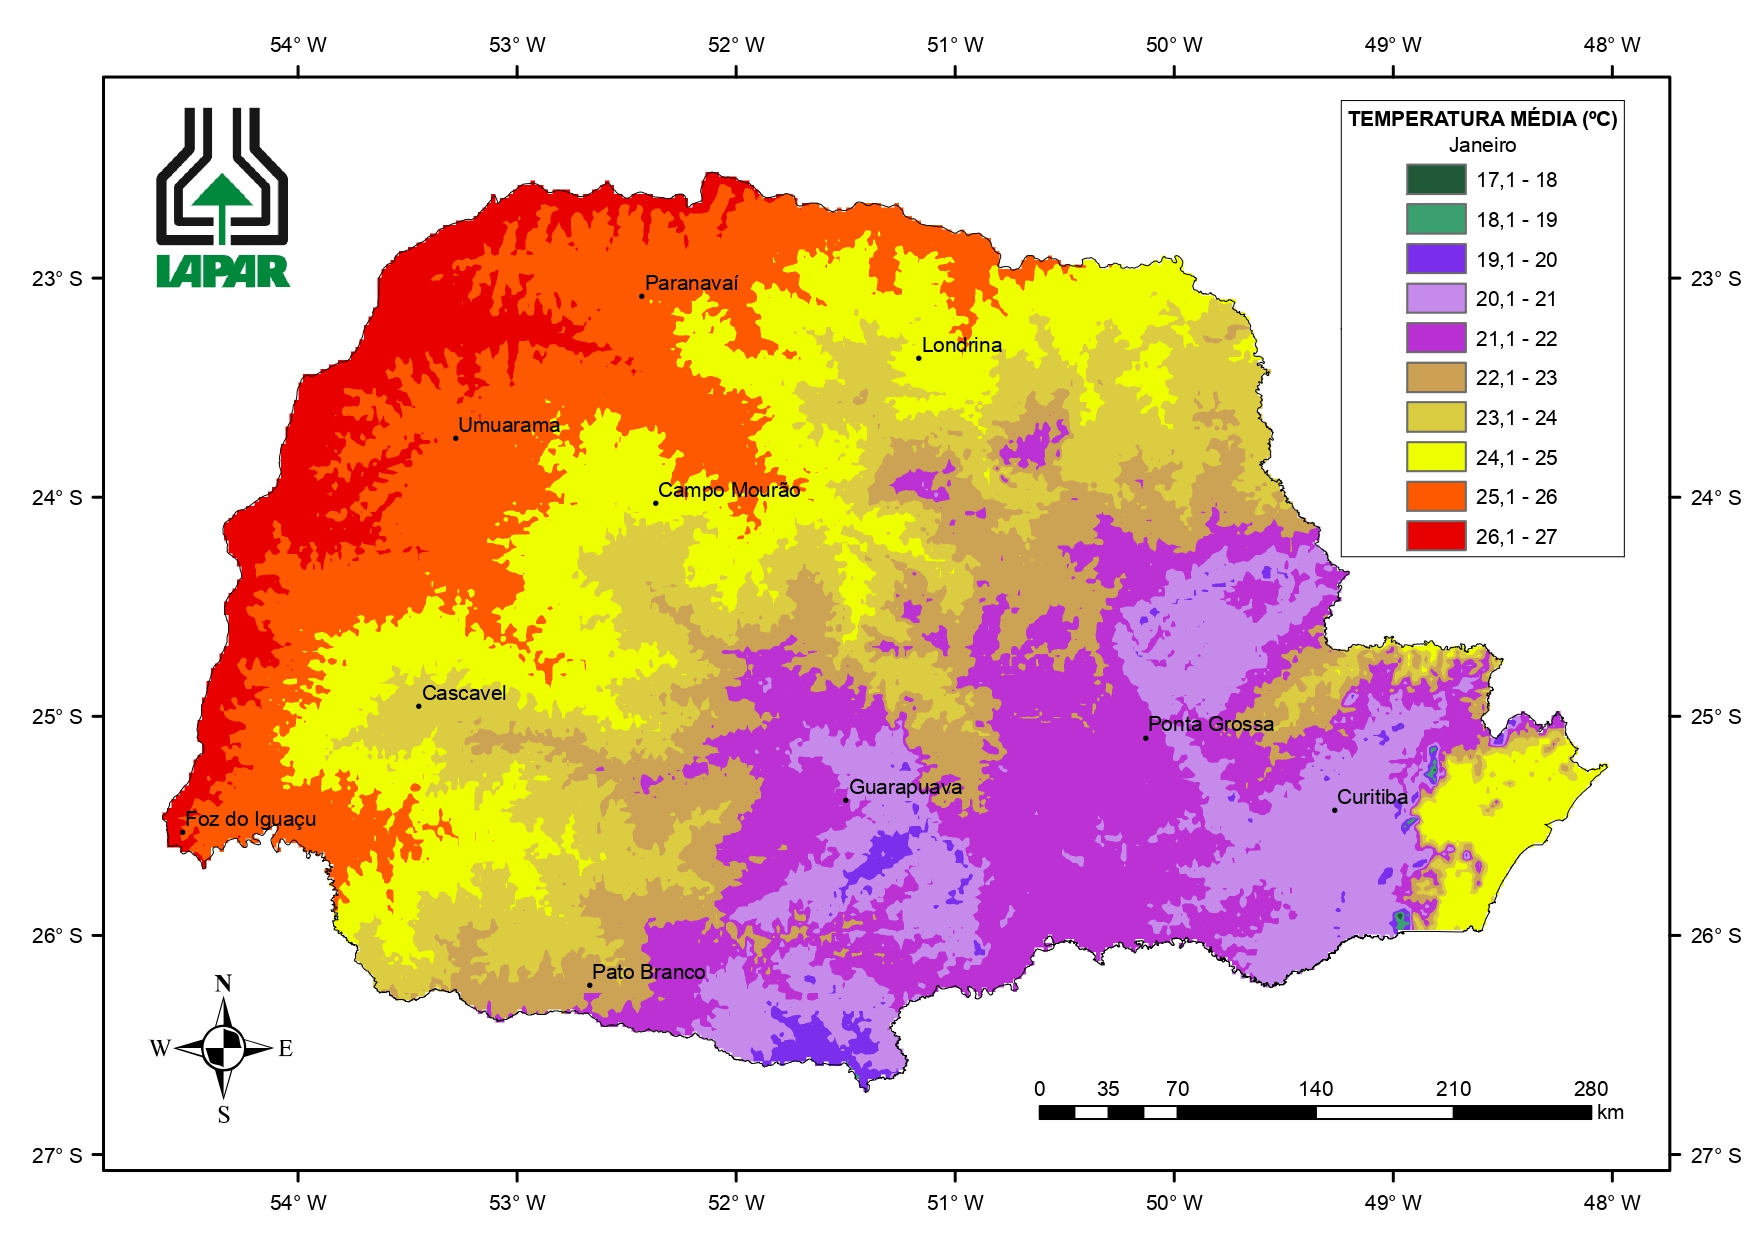 54° W 53° W 52° W 51° W 50° W 49° W 48° W
TEMPERATURA MÉDIA (ºC)
Janeiro
17,1 - 18
18,1 - 19
19,1 - 20
20,1 - 21
21,1 - 22
22,1 - 23
23,1 - 24
24,1 - 25
25,1 - 26
26,1 - 27
IAPAR
23° S 23° S
Paranavaí
Londrina
Umuarama
Campo Mourão
24° S 24° S
Cascavel
25° S 25° S
Ponta Grossa
Guarapuava
Curitiba
Foz do Iguaçu
26° S 26° S
Pato Branco
N
W E
S
0 35 70 140 210 280
km
27° S 27° S
54° W 53° W 52° W 51° W 50° W 49° W 48° W